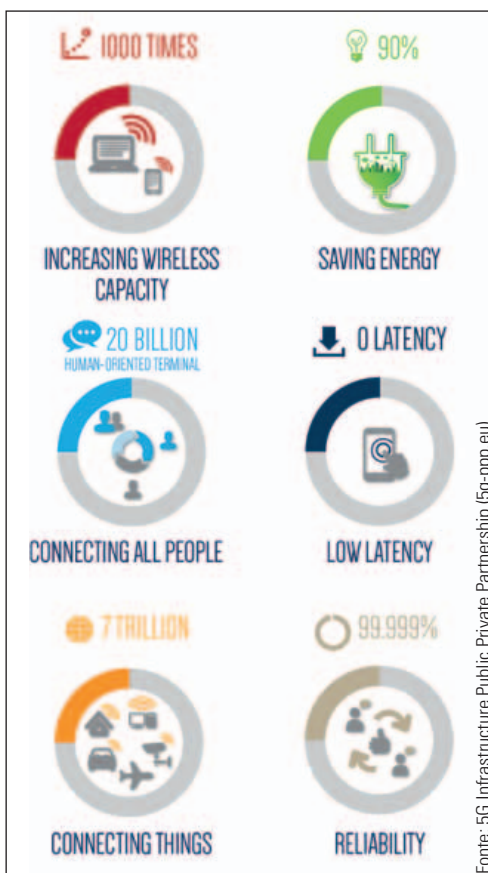 1000 TIMES
INCREASING WIRELESS
CAPACITY
90%
SAVING ENERGY
20 BILLION
HUMAN-ORIENTED TERMINAL
CONNECTING ALL PEOPLE
0 LATENCY
LOW LATENCY
7 TRILLION
CONNECTING THINGS
99.999%
RELIABILITY
Fonte: 5G Infrastructure Public Private Partnership (5g-ppp.eu)